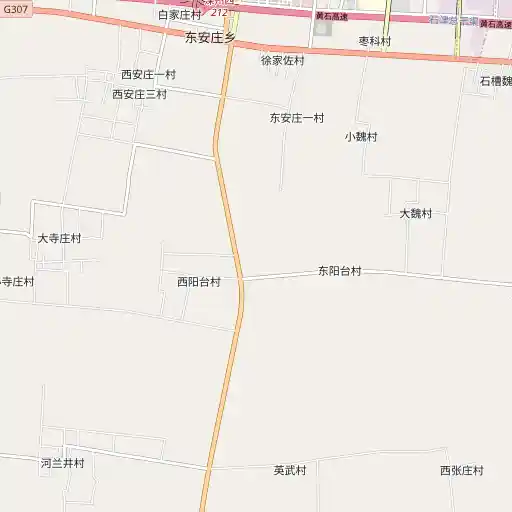 G307
白家庄村
212
黄石高速
石津总干渠
黄石高速
东安庄乡
枣科村
徐家佐村
西安庄一村
石槽魏
西安庄三村
东安庄一村
小魏村
大魏村
大寺庄村
东阳台村
寺庄村
西阳台村
河兰井村
英武村
西张庄村